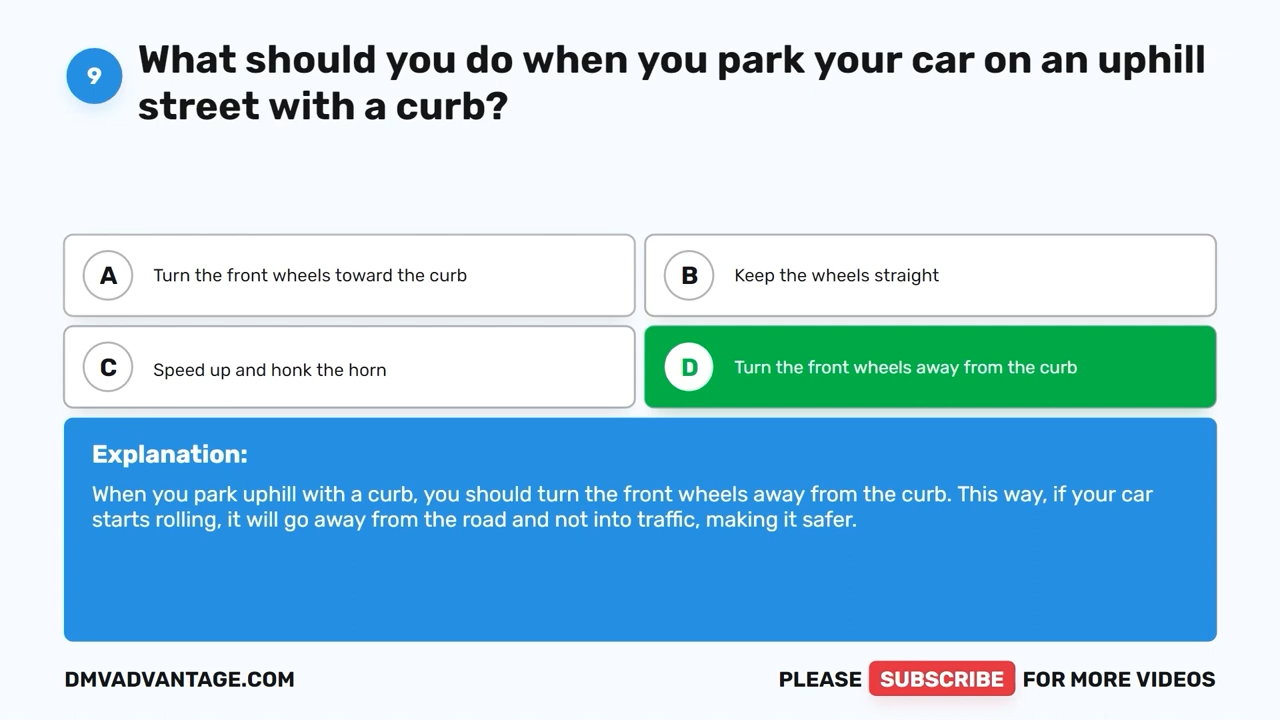 9
What should you do when you park your car on an uphill
street with a curb?
A
Turn the front wheels toward the curb
B
Keep the wheels straight
C
Speed up and honk the horn
D
Turn the front wheels away from the curb
Explanation:
When you park uphill with a curb, you should turn the front wheels away from the curb. This way, if your car
starts rolling, it will go away from the road and not into traffic, making it safer.
DMVADVANTAGE.COM
PLEASE SUBSCRIBE FOR MORE VIDEOS